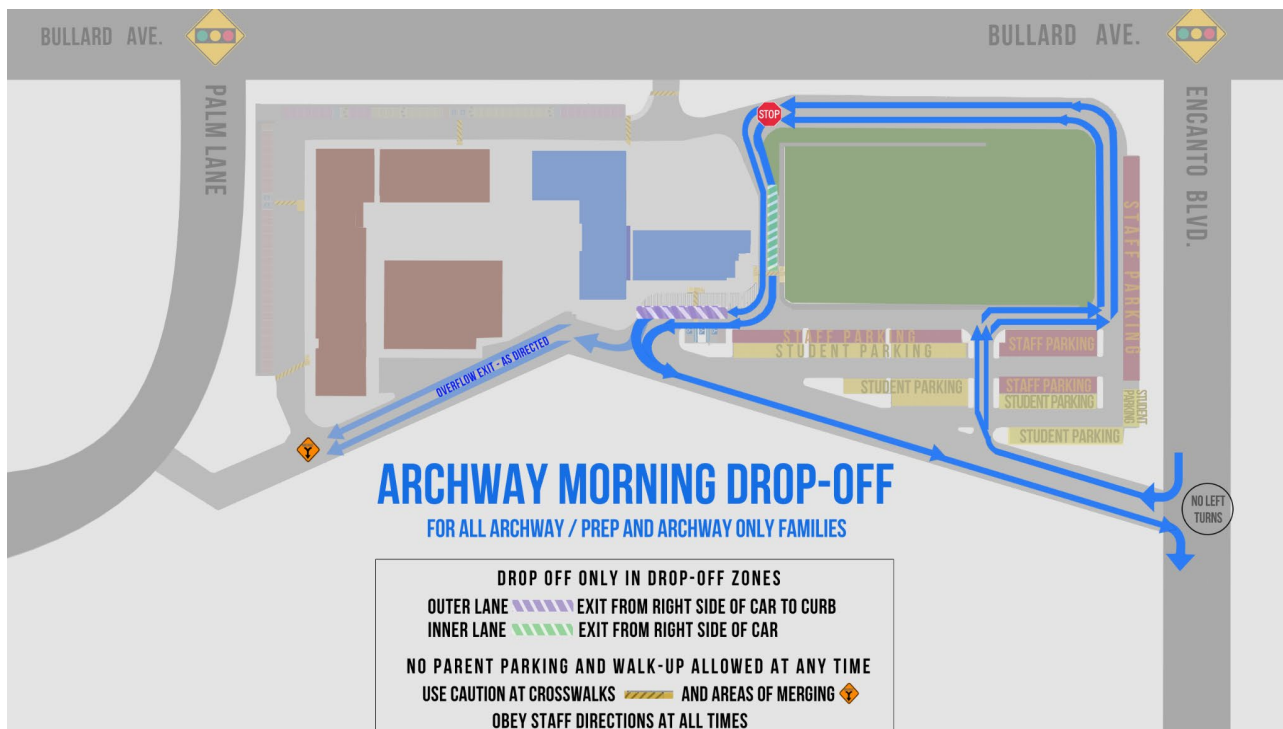 BULLARD AVE.
BULLARD AVE.
PALM LANE
ENCANTO BLVD.
STOP
STAFF PARKING
STAFF PARKING
STUDENT PARKING
STAFF PARKING
STUDENT PARKING
STAFF PARKING
STUDENT PARKING
STUDENT PARKING
STUDENT PARKING
OVERFLOW EXIT - AS DIRECTED
NO LEFT
TURNS
ARCHWAY MORNING DROP-OFF
FOR ALL ARCHWAY / PREP AND ARCHWAY ONLY FAMILIES
DROP OFF ONLY IN DROP-OFF ZONES
OUTER LANE EXIT FROM RIGHT SIDE OF CAR TO CURB
INNER LANE EXIT FROM RIGHT SIDE OF CAR
NO PARENT PARKING AND WALK-UP ALLOWED AT ANY TIME
USE CAUTION AT CROSSWALKS AND AREAS OF MERGING
OBEY STAFF DIRECTIONS AT ALL TIMES